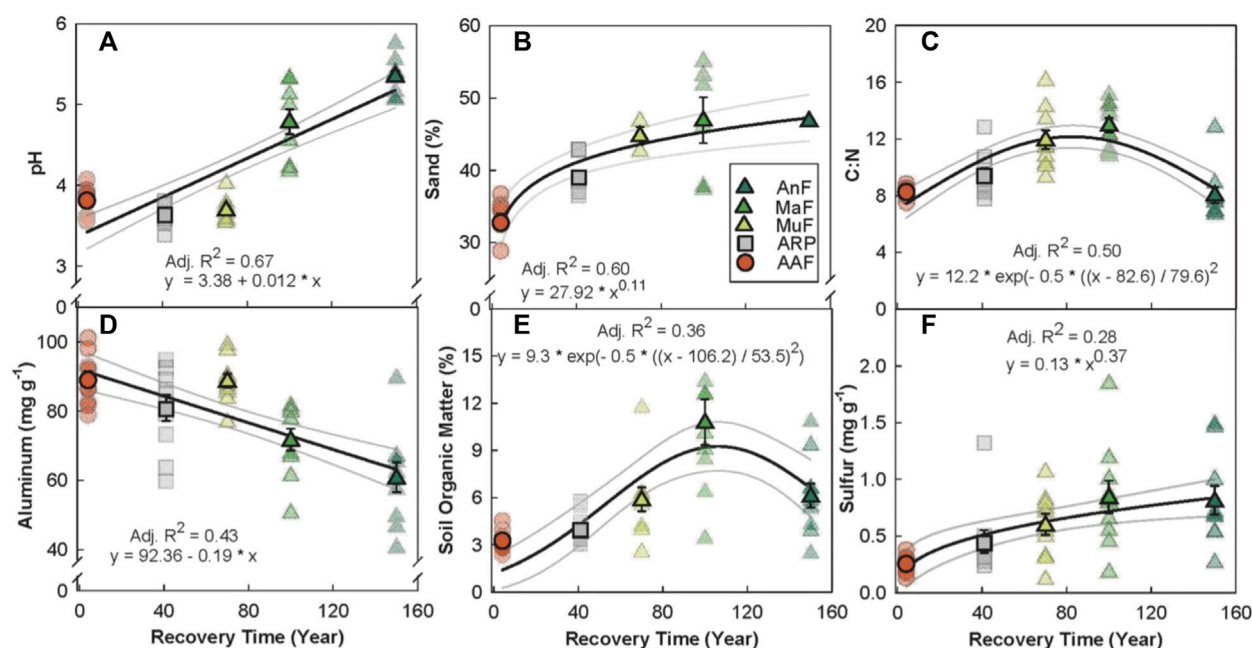 A
B
C
6
5
4
3
0
pH
Adj. R2 = 0.67
y = 3.38 + 0.012 * x
60
50
40
30
0
Sand (%)
AnF
MaF
MuF
ARP
AAF
Adj. R2 = 0.60
y = 27.92 * x0.11
20
16
12
8
4
0
C:N
Adj. R2 = 0.50
y = 12.2 * exp(- 0.5 * ((x - 82.6) / 79.6)2
D
E
F
100
80
60
40
0
Aluminum (mg g-1)
Adj. R2 = 0.43
y = 92.36 - 0.19 * x
0 40 80 120 160
Recovery Time (Year)
15
12
9
6
3
0
Soil Organic Matter (%)
Adj. R2 = 0.36
y = 9.3 * exp(- 0.5 * ((x - 106.2) / 53.5)2)
0 40 80 120 160
Recovery Time (Year)
2.0
1.5
1.0
0.5
0.0
Sulfur (mg g-1)
Adj. R2 = 0.28
y = 0.13 * x0.37
0 40 80 120 160
Recovery Time (Year)